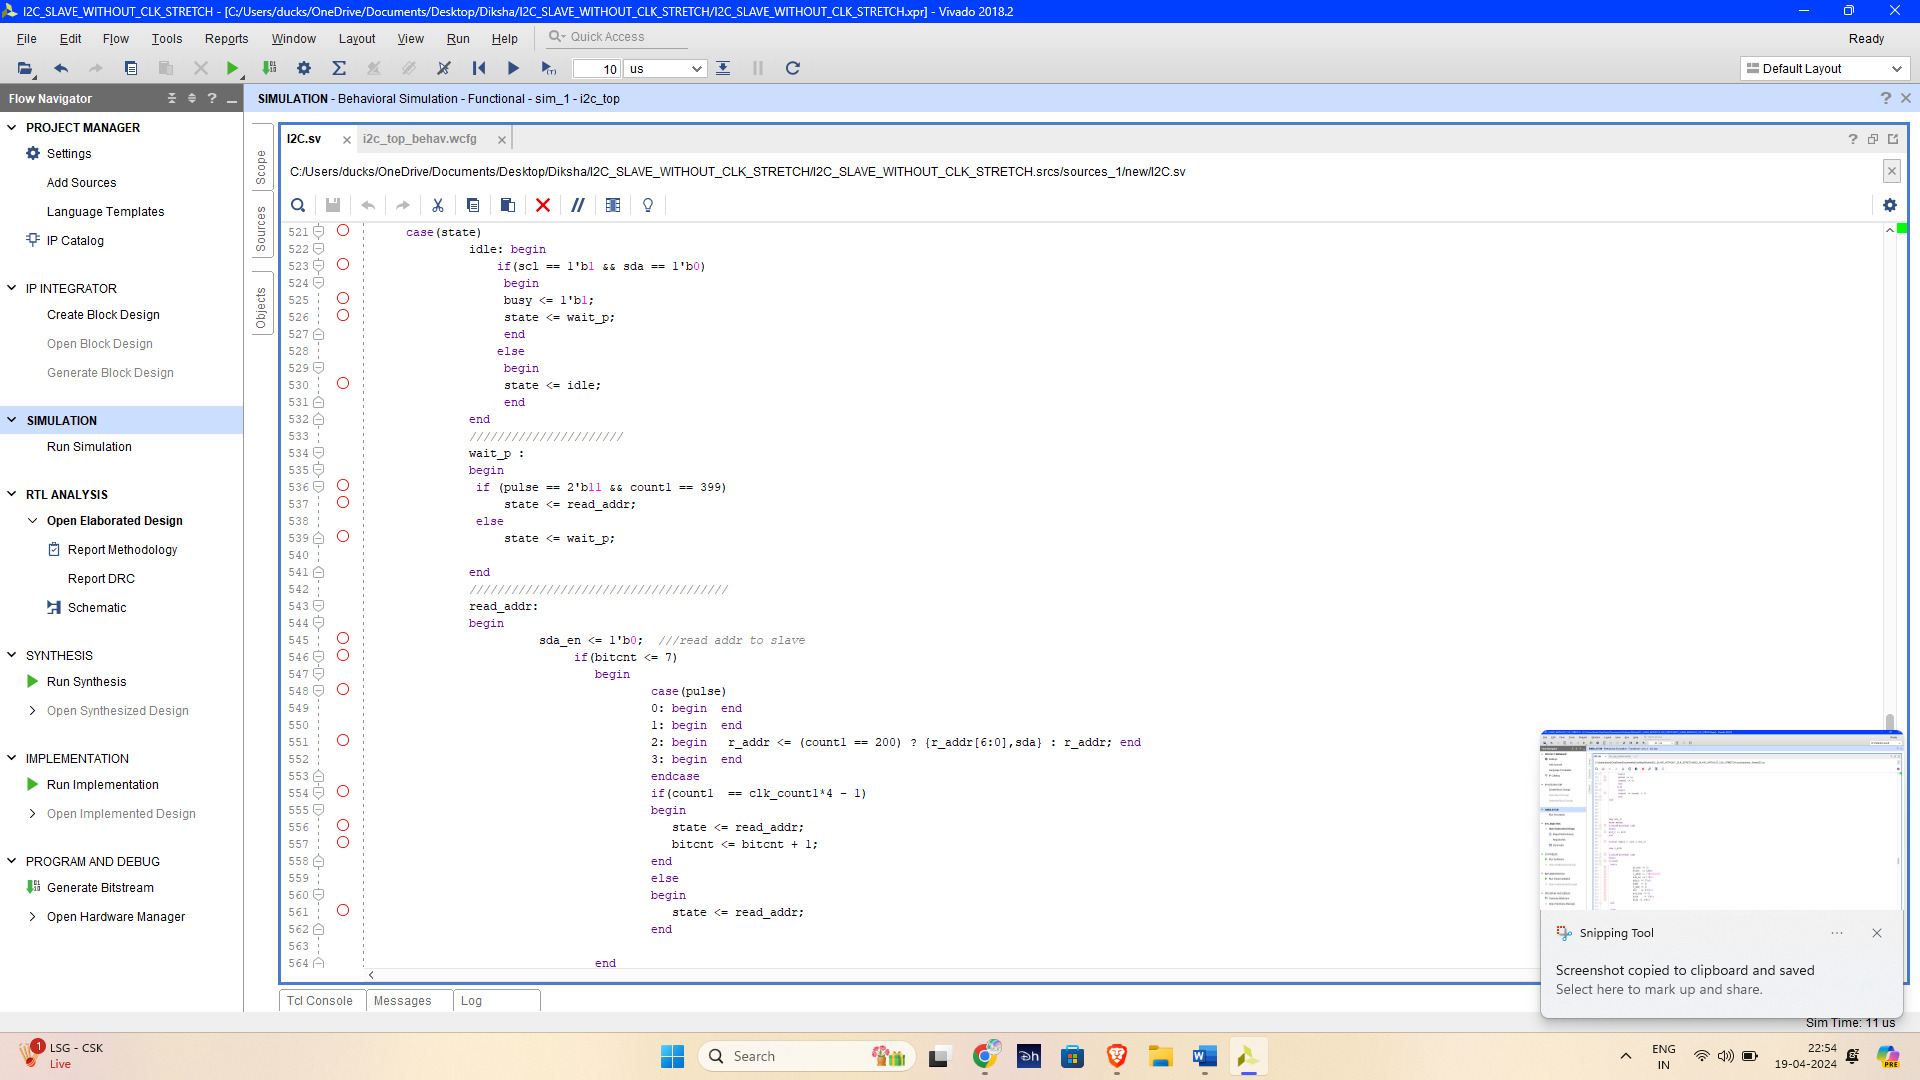 I2C_SLAVE_WITHOUT_CLK_STRETCH - [C:/Users/ducks/OneDrive/Documents/Desktop/Diksha/I2C_SLAVE_WITHOUT_CLK_STRETCH/I2C_SLAVE_WITHOUT_CLK_STRETCH.xpr] - Vivado 2018.2
File Edit Flow Tools Reports Window Layout View Run Help Quick Access Ready
10 us Default Layout
Flow Navigator
SIMULATION - Behavioral Simulation - Functional - sim_1 - i2c_top
PROJECT MANAGER
Settings
Add Sources
Language Templates
IP Catalog
IP INTEGRATOR
Create Block Design
Open Block Design
Generate Block Design
SIMULATION
Run Simulation
RTL ANALYSIS
Open Elaborated Design
Report Methodology
Report DRC
Schematic
SYNTHESIS
Run Synthesis
Open Synthesized Design
IMPLEMENTATION
Run Implementation
Open Implemented Design
PROGRAM AND DEBUG
Generate Bitstream
Open Hardware Manager
Scope
Sources
Objects
I2C.sv
i2c_top_behav.wcfg
C:/Users/ducks/OneDrive/Documents/Desktop/Diksha/I2C_SLAVE_WITHOUT_CLK_STRETCH/I2C_SLAVE_WITHOUT_CLK_STRETCH.srcs/sources_1/new/I2C.sv
521 case(state)
522 idle: begin
523 if(scl == 1'b1 && sda == 1'b0)
524 begin
525 busy <= 1'b1;
526 state <= wait_p;
527 end
528 else
529 begin
530 state <= idle;
531 end
532 end
533 //////////////////////
534 wait_p :
535 begin
536 if (pulse == 2'b11 && count1 == 399)
537 state <= read_addr;
538 else
539 state <= wait_p;
540
541 end
542 /////////////////////////////////////
543 read_addr:
544 begin
545 sda_en <= 1'b0; ///read addr to slave
546 if(bitcnt <= 7)
547 begin
548 case(pulse)
549 0: begin end
550 1: begin end
551 2: begin r_addr <= (count1 == 200) ? {r_addr[6:0],sda} : r_addr; end
552 3: begin end
553 endcase
554 if(count1 == clk_count1*4 - 1)
555 begin
556 state <= read_addr;
557 bitcnt <= bitcnt + 1;
558 end
559 else
560 begin
561 state <= read_addr;
562 end
563
564 end
Tcl Console
Messages
Log
Snipping Tool
Screenshot copied to clipboard and saved
Select here to mark up and share.
Sim Time: 11 us
1
LSG - CSK
Live
Search
ENG
IN
22:54
19-04-2024
PRE